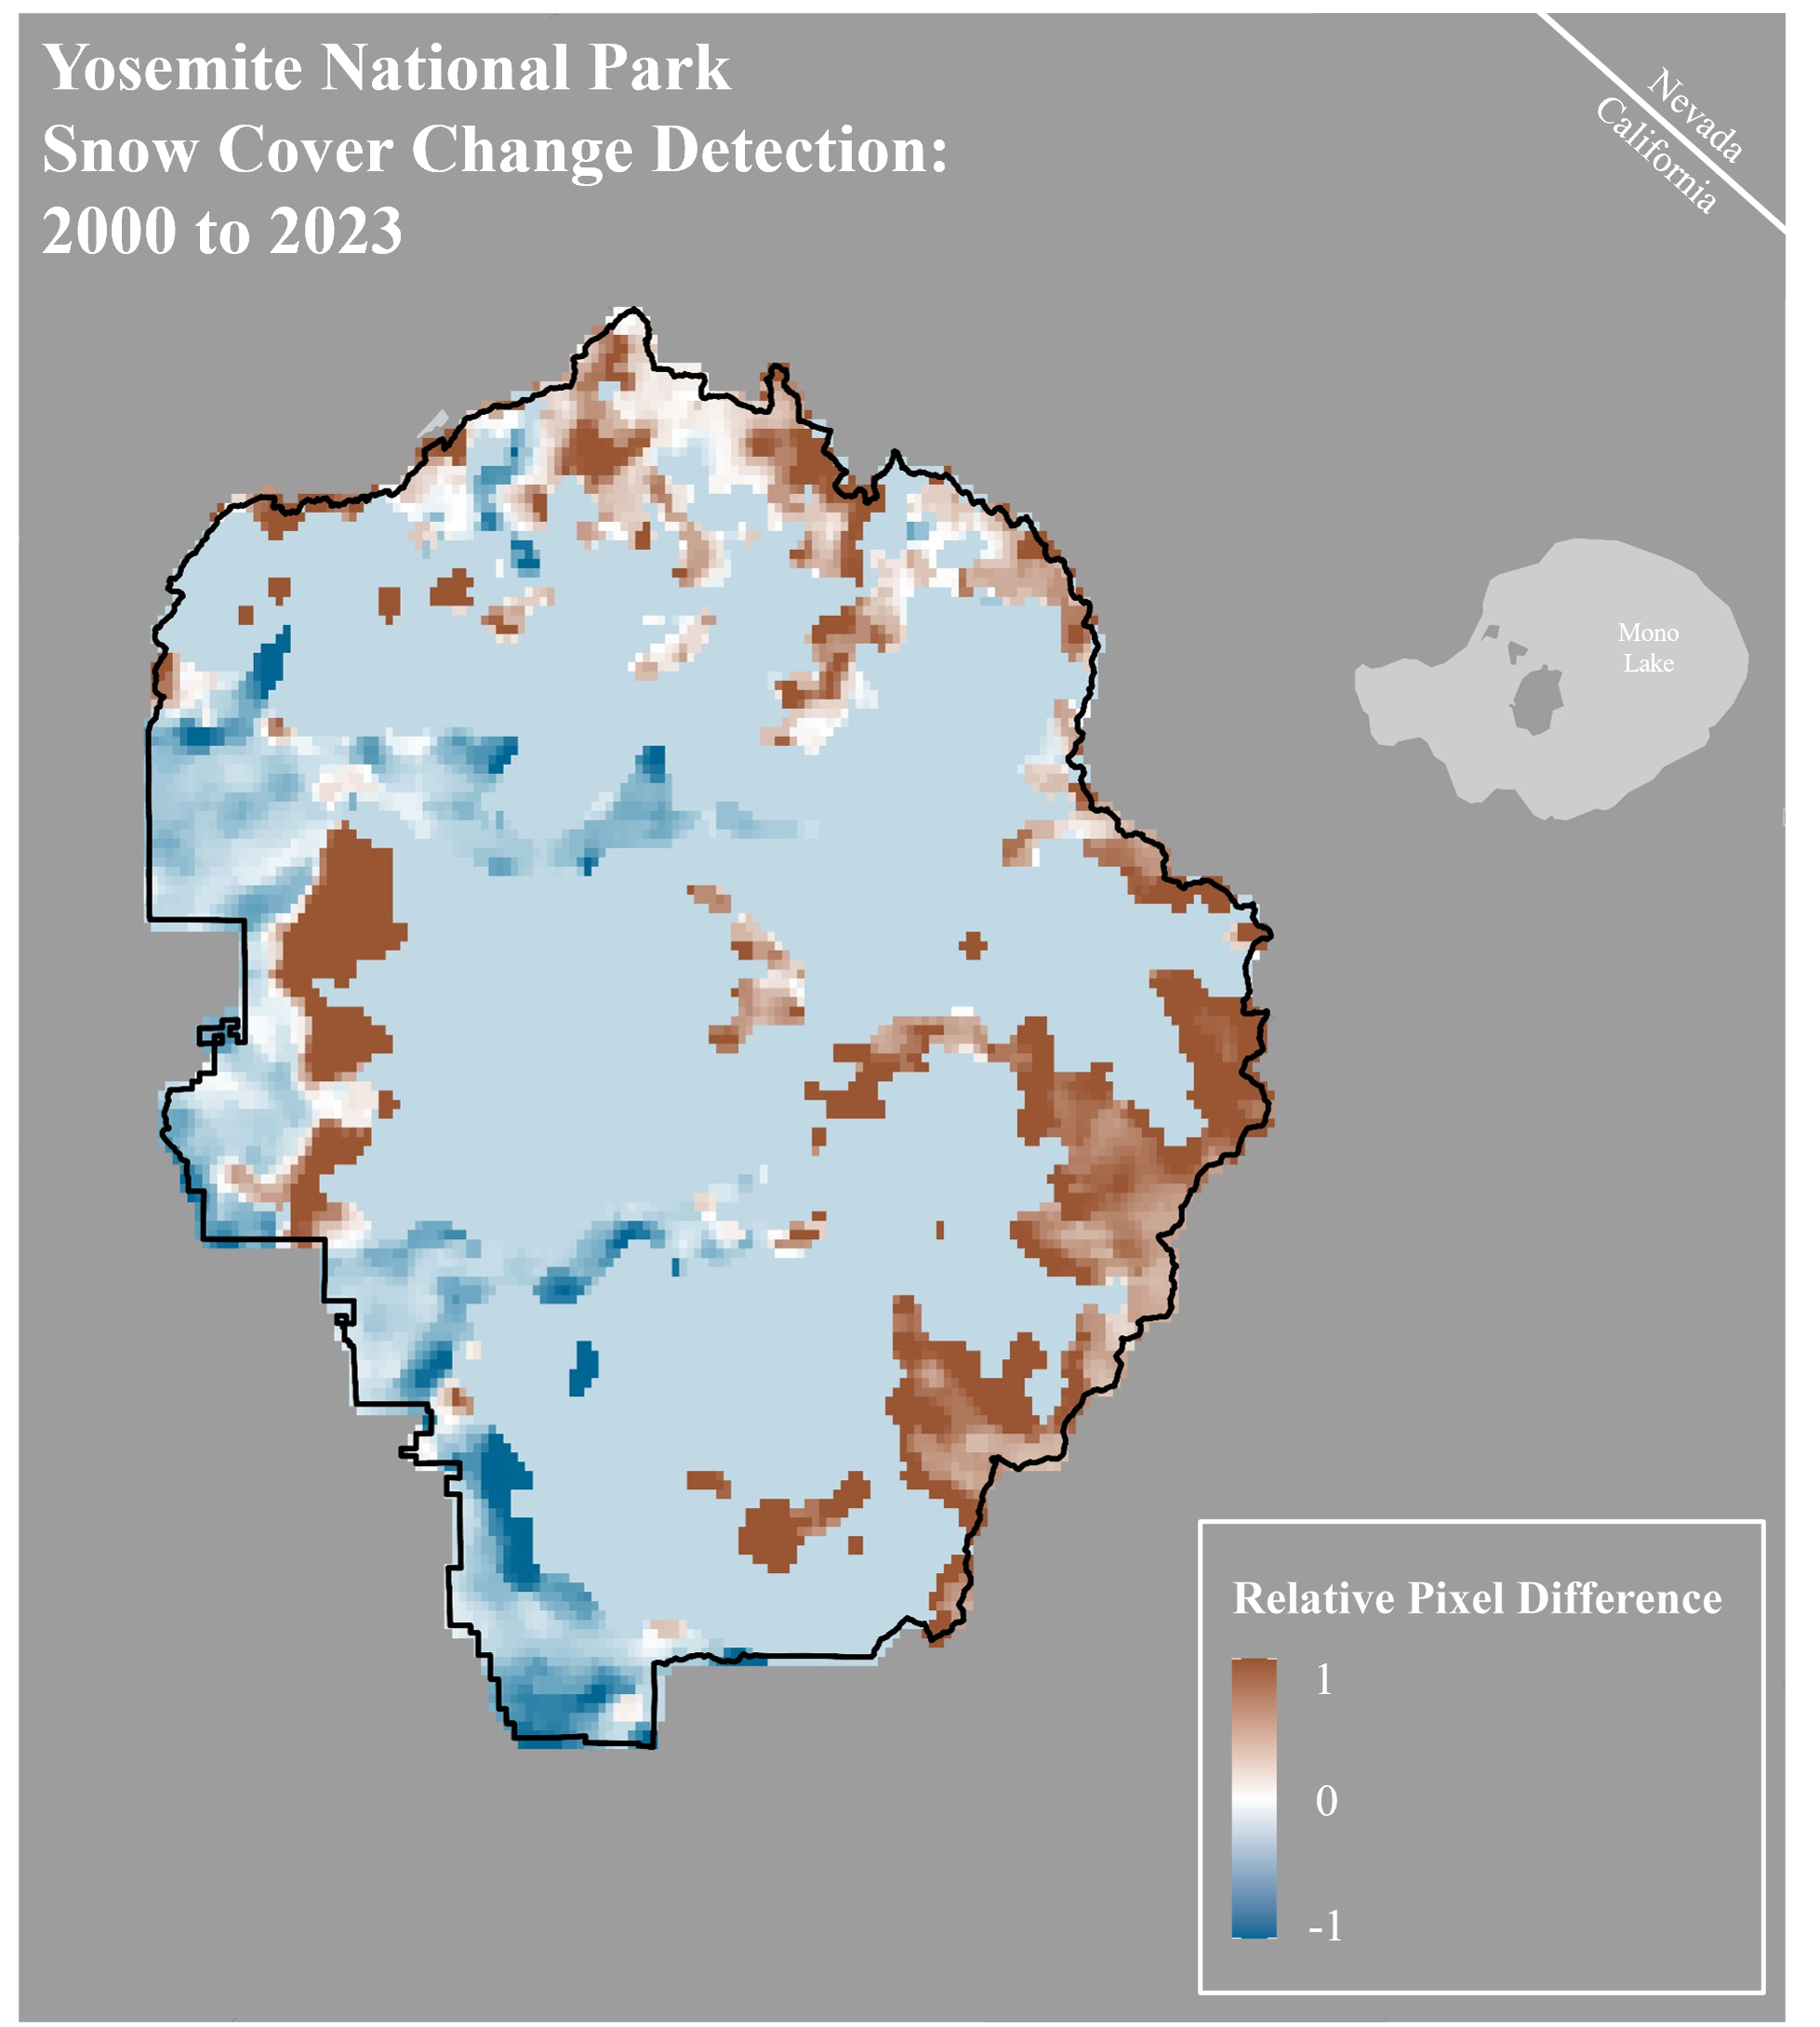 Yosemite National Park
Snow Cover Change Detection:
2000 to 2023
Nevada
California
Mono
Lake
Relative Pixel Difference
1
0
-1